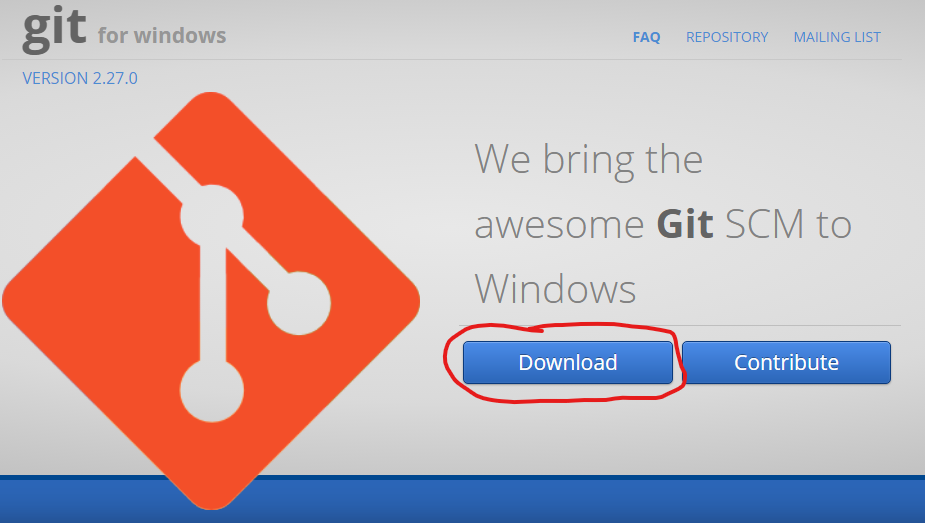 git for windows
FAQ REPOSITORY MAILING LIST
VERSION 2.27.0
We bring the
awesome Git SCM to
Windows
Download Contribute